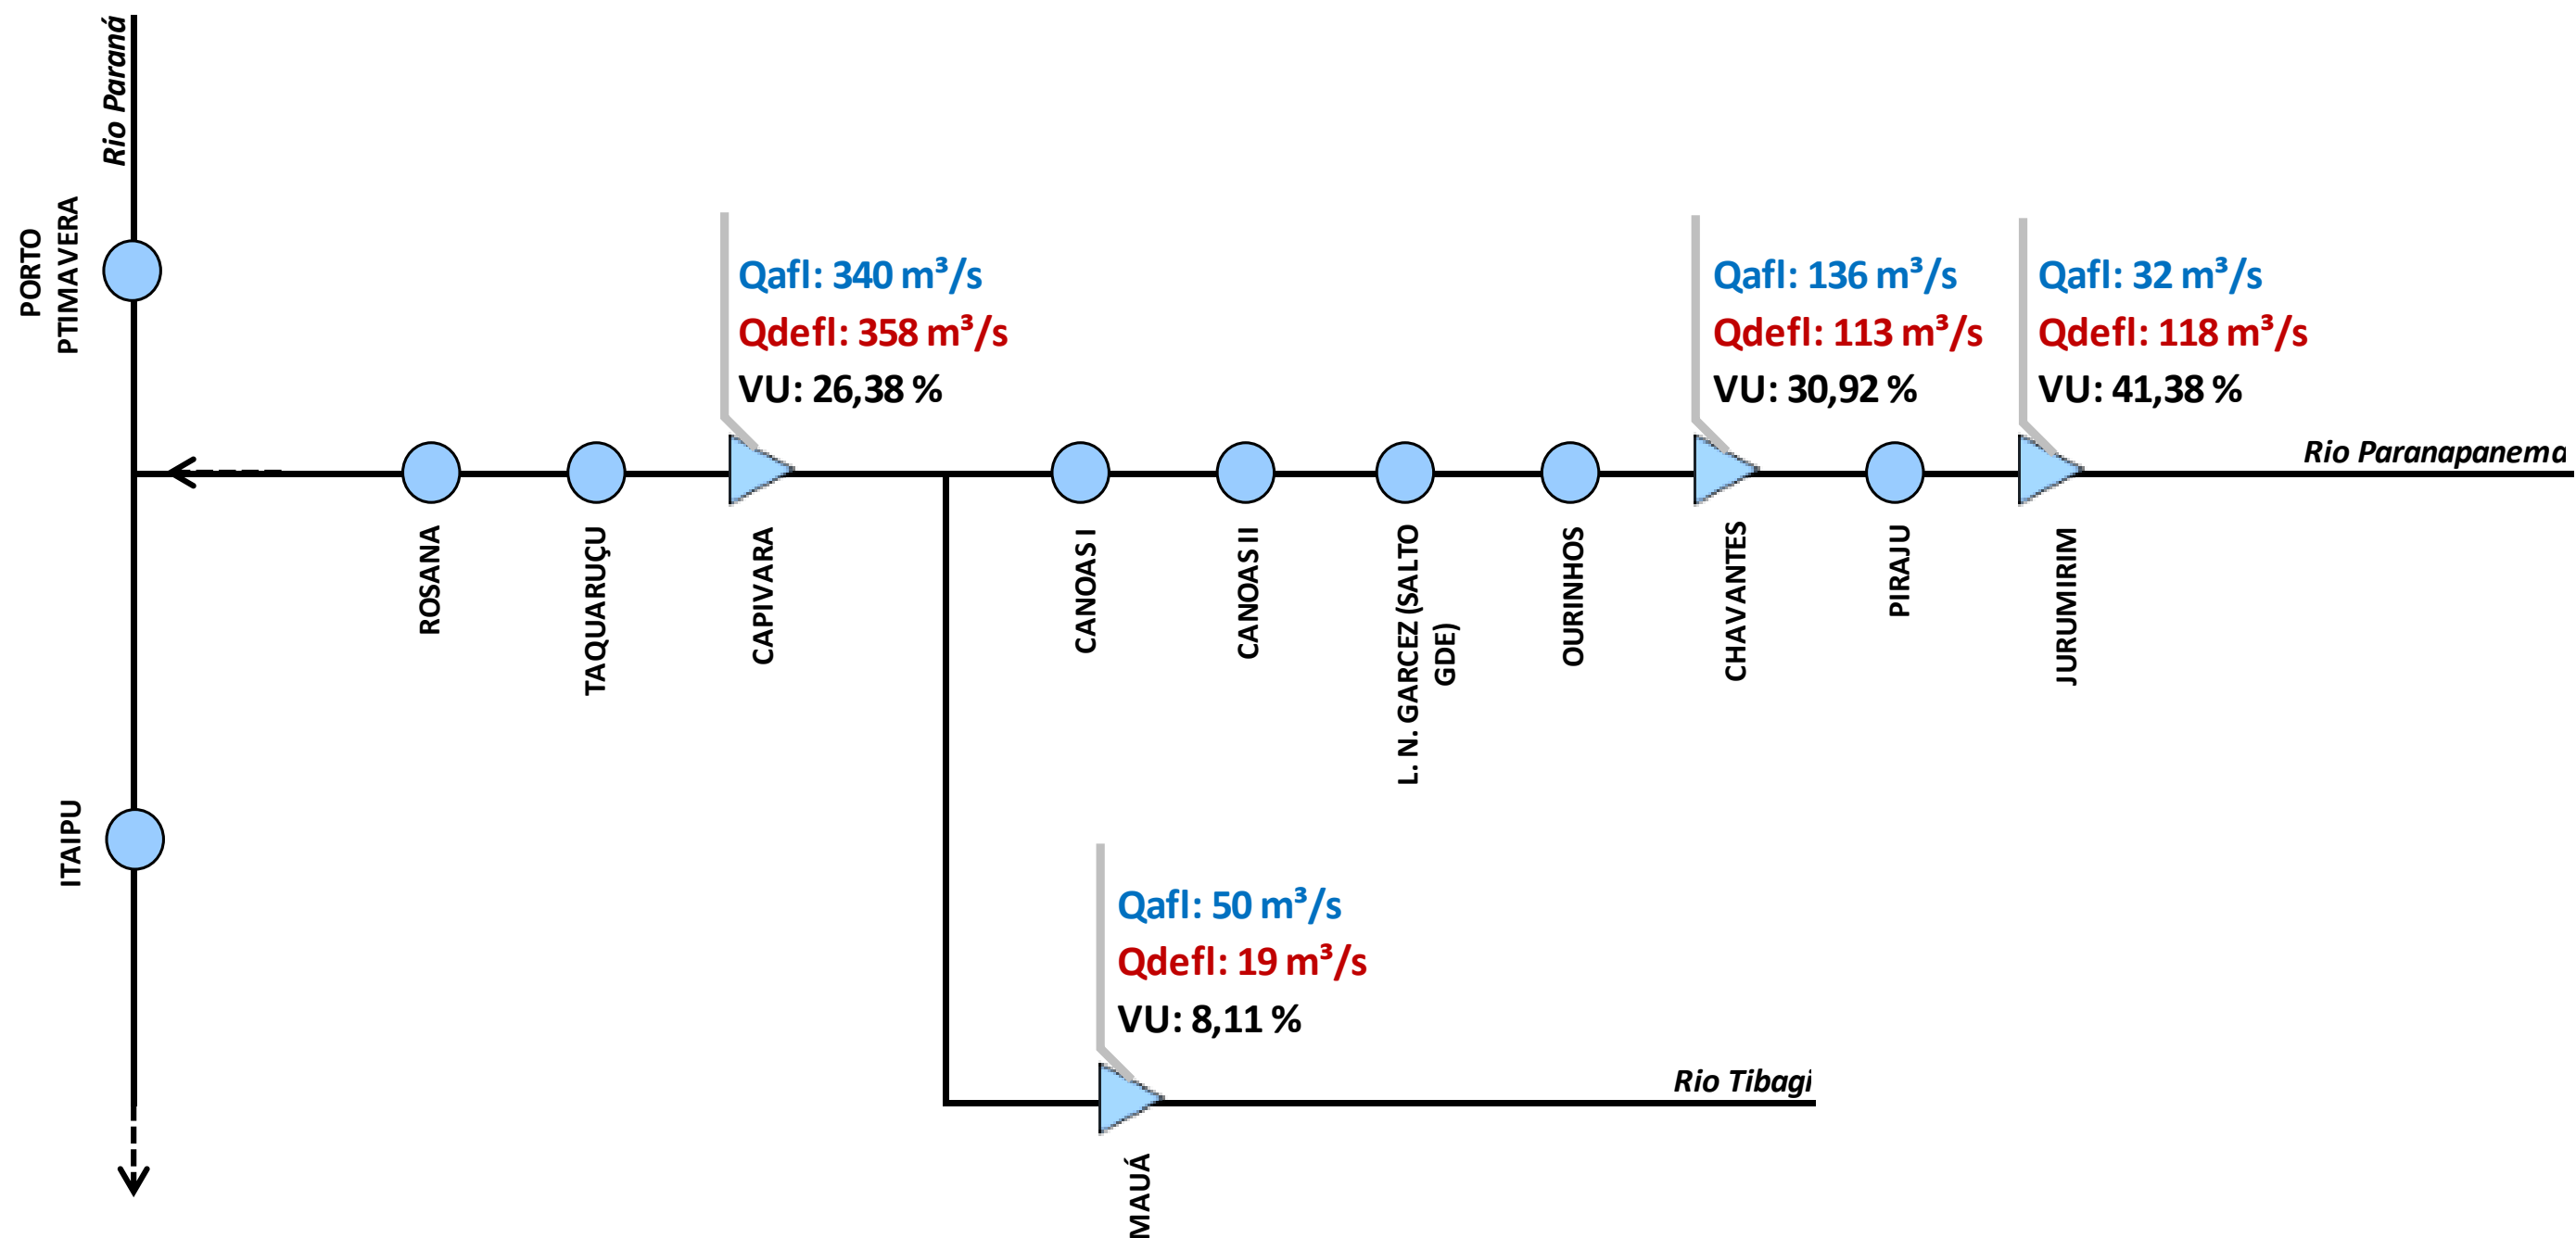 Rio Paraná
PORTO
PTIMAVERA
Qafl: 340 m³/s
Qdefl: 358 m³/s
VU: 26,38 %
Qafl: 136 m³/s
Qdefl: 113 m³/s
VU: 30,92 %
Qafl: 32 m³/s
Qdefl: 118 m³/s
VU: 41,38 %
Rio Paranapanema
ROSANA
TAQUARUÇU
CAPIVARA
CANOAS I
CANOAS II
L. N. GARCEZ (SALTO
GDE)
OURINHOS
CHAVANTES
PIRAJU
JURUMIRIM
ITAIPU
Qafl: 50 m³/s
Qdefl: 19 m³/s
VU: 8,11 %
Rio Tibagi
MAUÁ